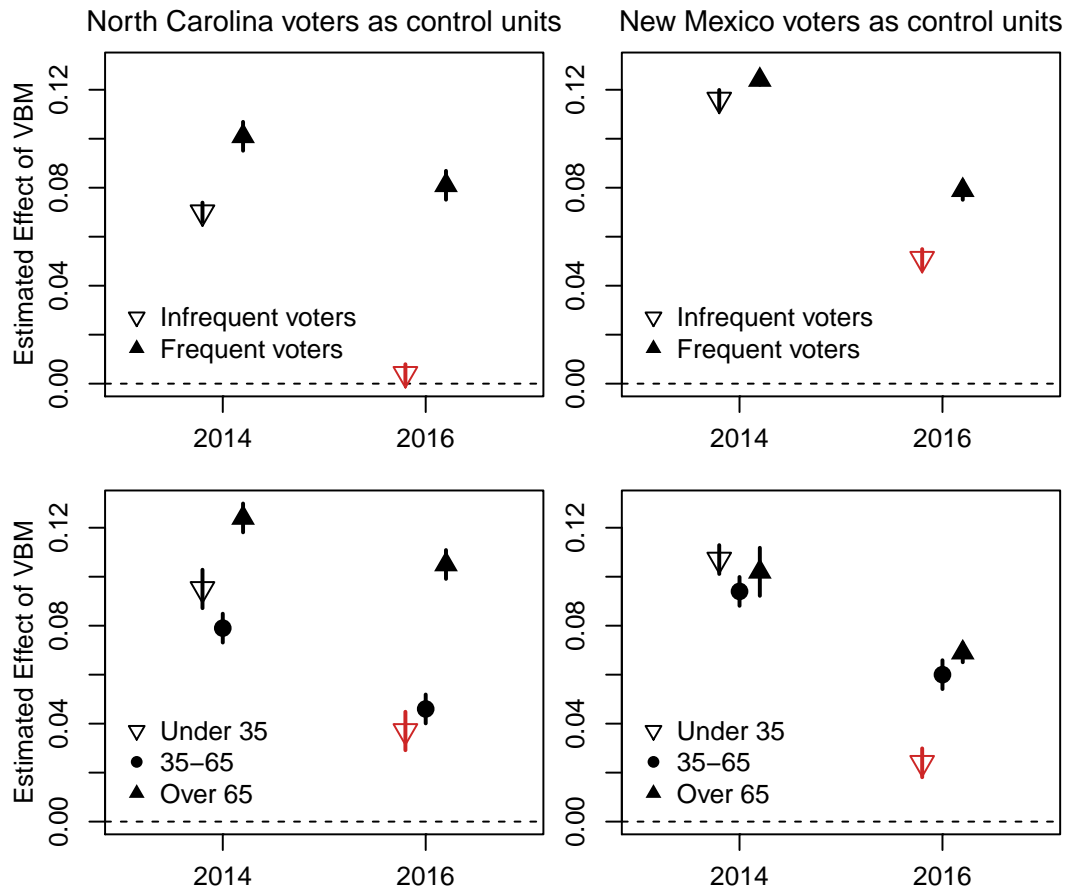 North Carolina voters as control units
New Mexico voters as control units
Estimated Effect of VBM
0.12
0.08
0.04
0.00
Infrequent voters
Frequent voters
2014
2016
0.12
0.08
0.04
0.00
Infrequent voters
Frequent voters
2014
2016
Estimated Effect of VBM
0.12
0.08
0.04
0.00
Under 35
35−65
Over 65
2014
2016
0.12
0.08
0.04
0.00
Under 35
35−65
Over 65
2014
2016